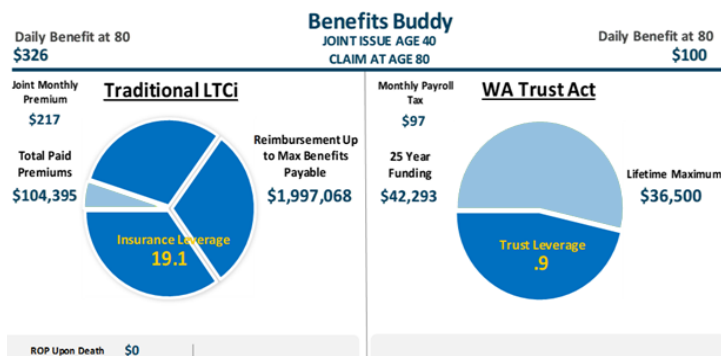 Benefits Buddy
Daily Benefit at 80
$326
JOINT ISSUE AGE 40
CLAIM AT AGE 80
Daily Benefit at 80
$100
Joint Monthly
Premium
$217
Traditional LTCi
Total Paid
Premiums
$104,395
Reimbursement Up
to Max Benefits
Payable
$1,997,068
Insurance Leverage
19.1
Monthly Payroll
Tax
$97
WA Trust Act
25 Year
Funding
$42,293
Lifetime Maximum
$36,500
Trust Leverage
.9
ROP Upon Death $0